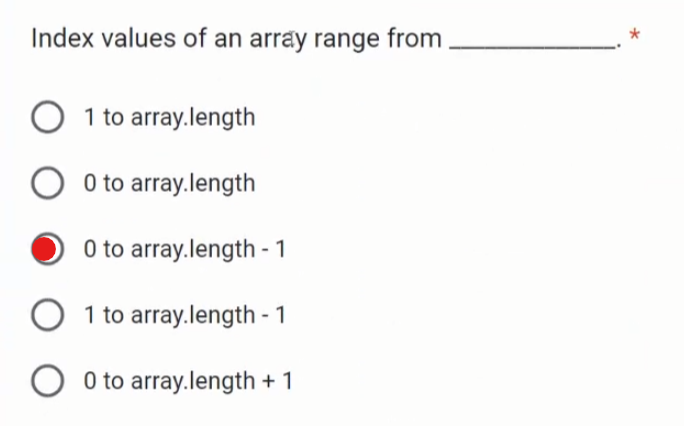 Index values of an array range from ____________. *
1 to array.length
0 to array.length
0 to array.length - 1
1 to array.length - 1
0 to array.length + 1